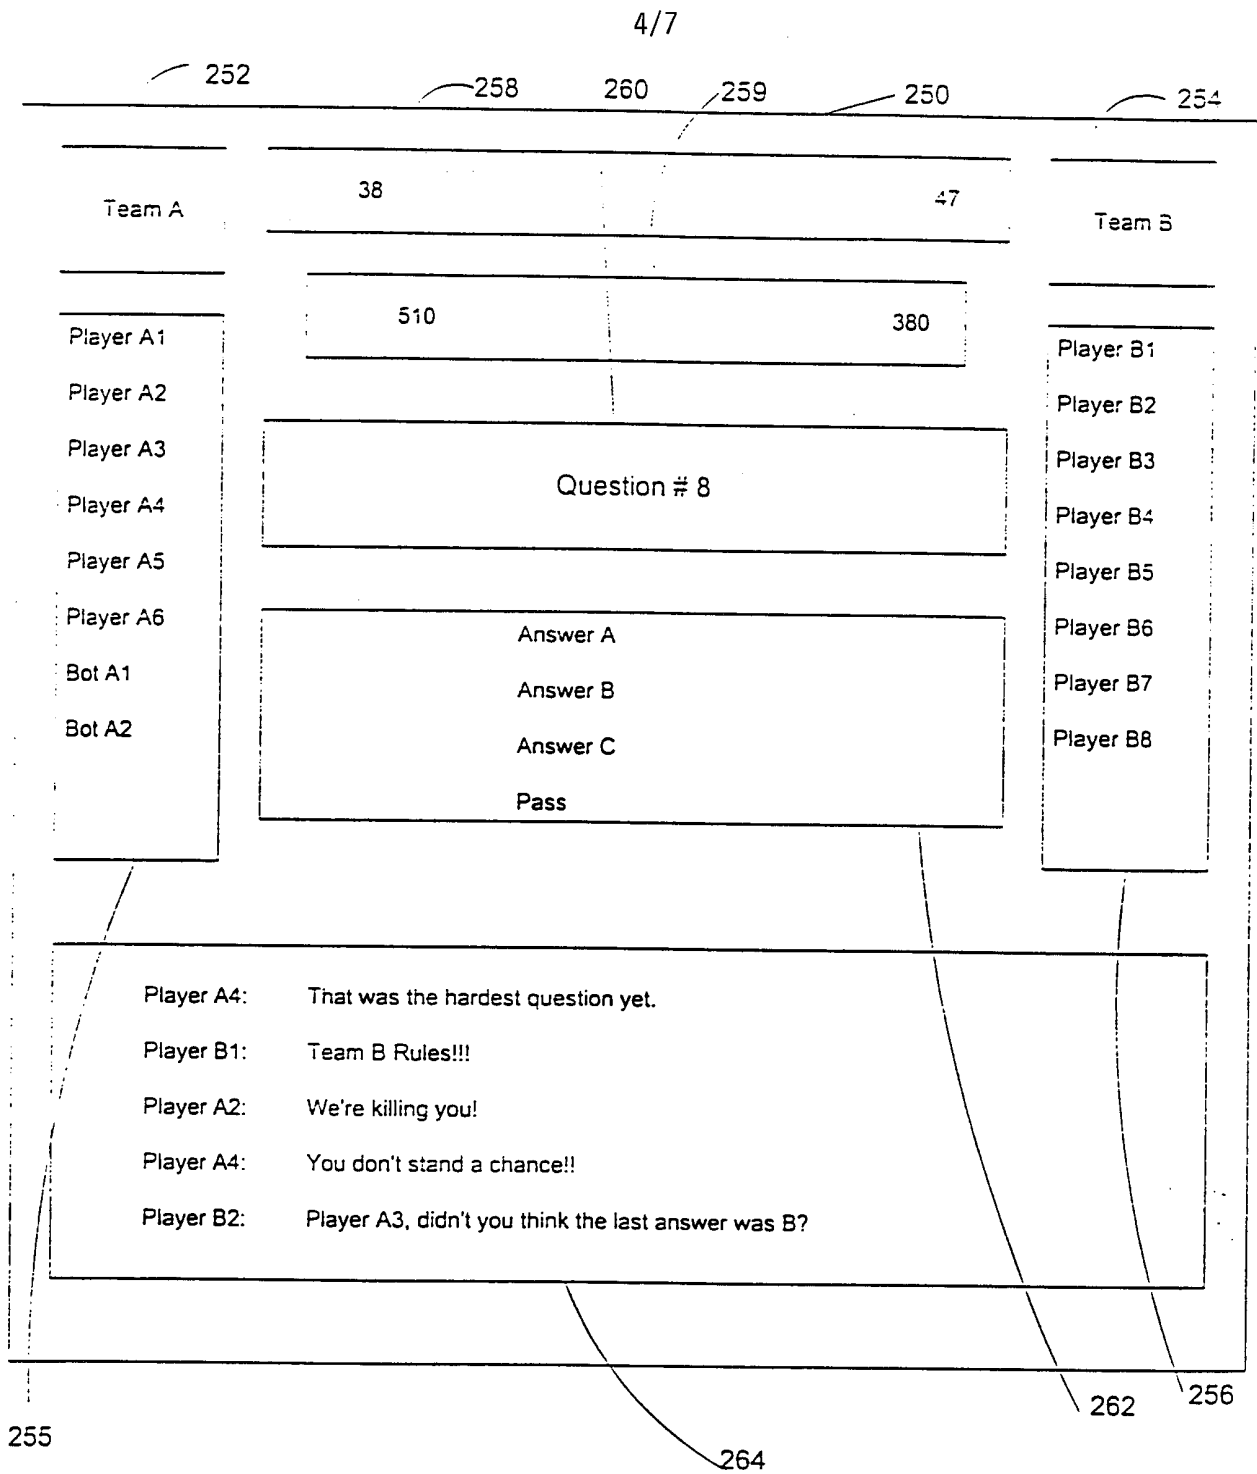 4/7
252 258 260 259 250 254
Team A
38 47
Team B
510 380
Player A1
Player A2
Player A3
Player A4
Player A5
Player A6
Bot A1
Bot A2
Question # 8
Answer A
Answer B
Answer C
Pass
Player B1
Player B2
Player B3
Player B4
Player B5
Player B6
Player B7
Player B8
Player A4: That was the hardest question yet.
Player B1: Team B Rules!!!
Player A2: We're killing you!
Player A4: You don't stand a chance!!
Player B2: Player A3, didn't you think the last answer was B?
255 264 262 256